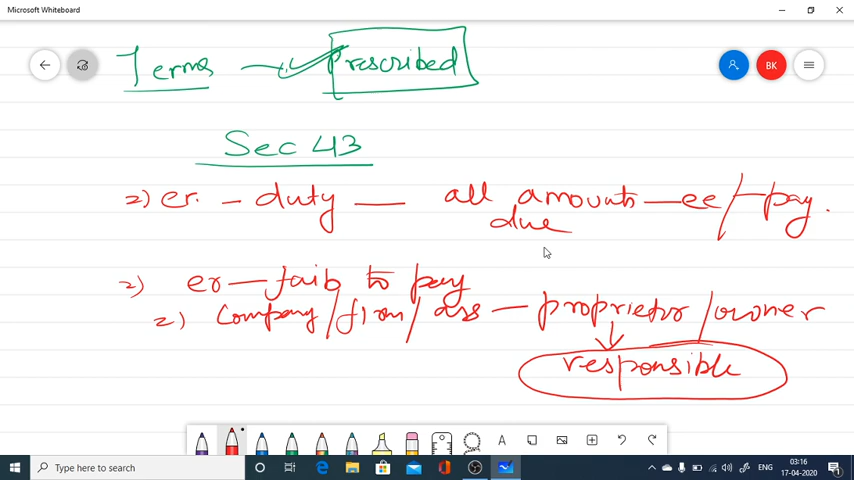 Microsoft Whiteboard
Terms — Prescribed
BK
Sec 43
2) er. - duty — all amounts — ee/ - pay.
due
2) er — fails to pay
2) Company/firm/ass — proprietor/owner
responsible
Type here to search
ENG
03:16
17-04-2020